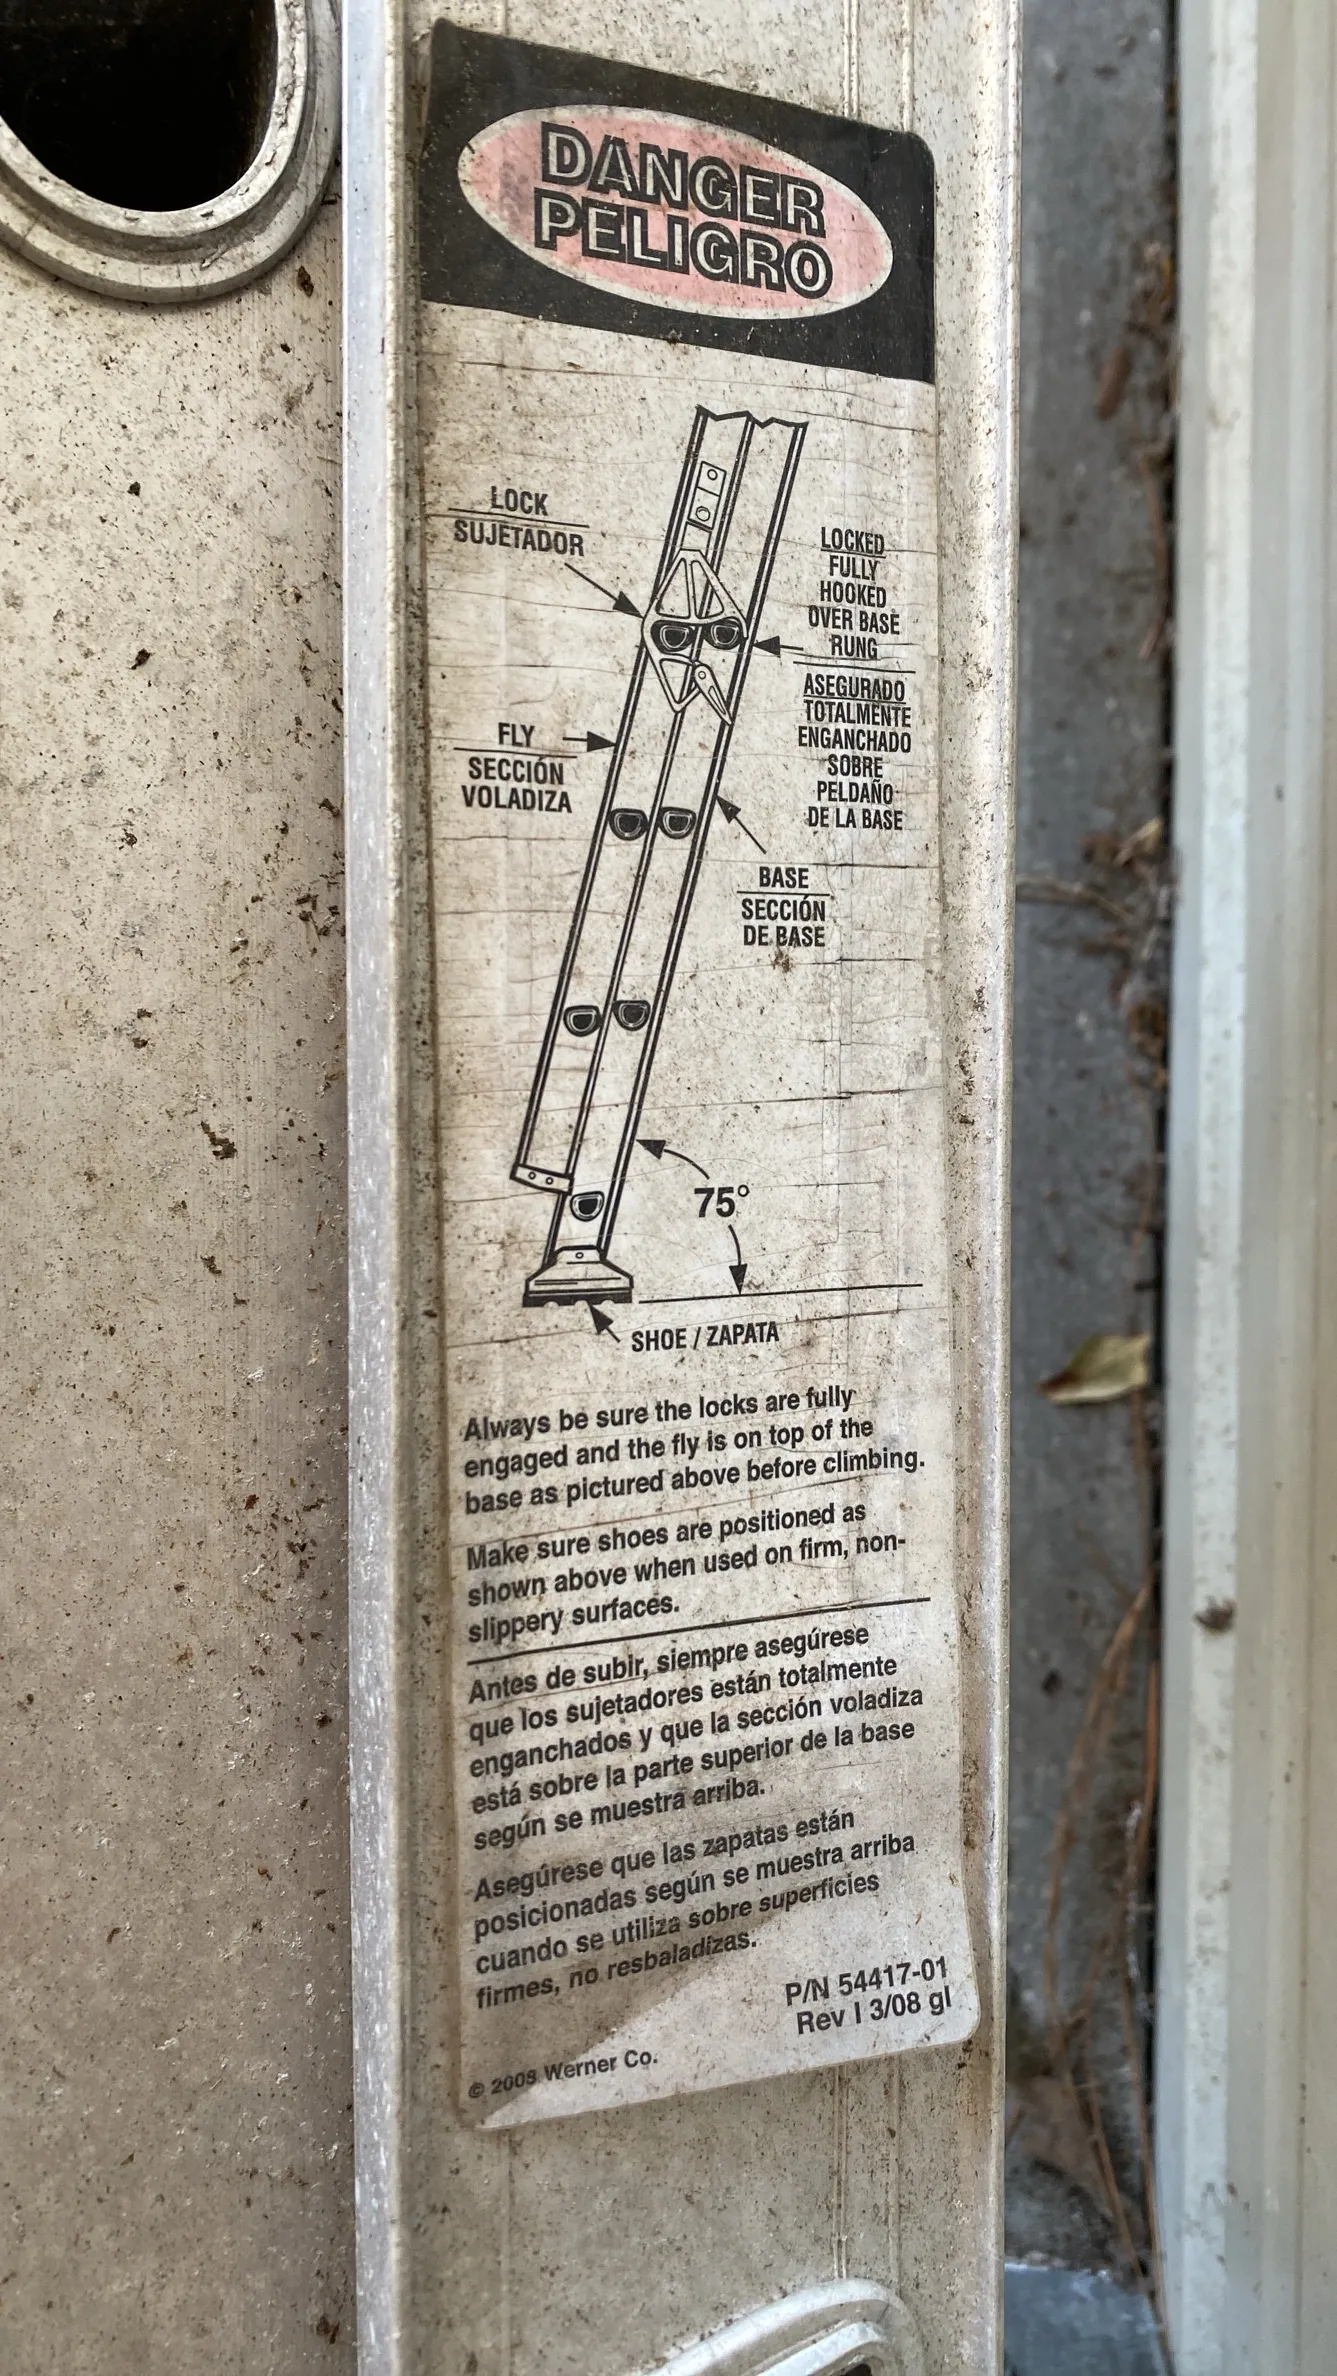 DANGER
PELIGRO
LOCK
SUJETADOR
LOCKED
FULLY
HOOKED
OVER BASE
RUNG
ASEGURADO
TOTALMENTE
ENGANCHADO
SOBRE
PELDAÑO
DE LA BASE
FLY
SECCIÓN
VOLADIZA
BASE
SECCIÓN
DE BASE
75°
SHOE / ZAPATA
Always be sure the locks are fully
engaged and the fly is on top of the
base as pictured above before climbing.
Make sure shoes are positioned as
shown above when used on firm, non-
slippery surfaces.
Antes de subir, siempre asegúrese
que los sujetadores están totalmente
enganchados y que la sección voladiza
está sobre la parte superior de la base
según se muestra arriba.
Asegúrese que las zapatas están
posicionadas según se muestra arriba
cuando se utiliza sobre superficies
firmes, no resbaladizas.
P/N 54417-01
Rev I 3/08 gl
© 2008 Werner Co.